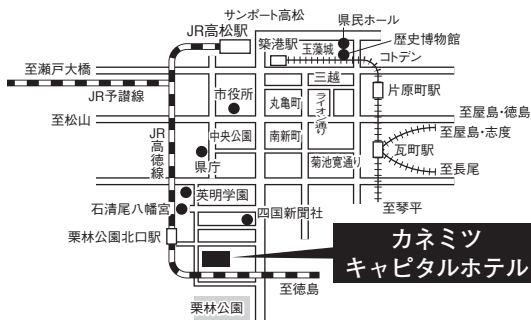 サンポート高松
JR高松駅
県民ホール
築港駅
玉藻城
歴史博物館
コトデン
至瀬戸大橋
三越
JR予讃線
市役所
丸亀町
ライオン通り
片原町駅
至松山
至屋島・徳島
JR高徳線
中央公園
南新町
至屋島・志度
県庁
菊池寛通り
瓦町駅
至長尾
英明学園
石清尾八幡宮
四国新聞社
至琴平
栗林公園北口駅
カネミツ
キャピタルホテル
至徳島
栗林公園